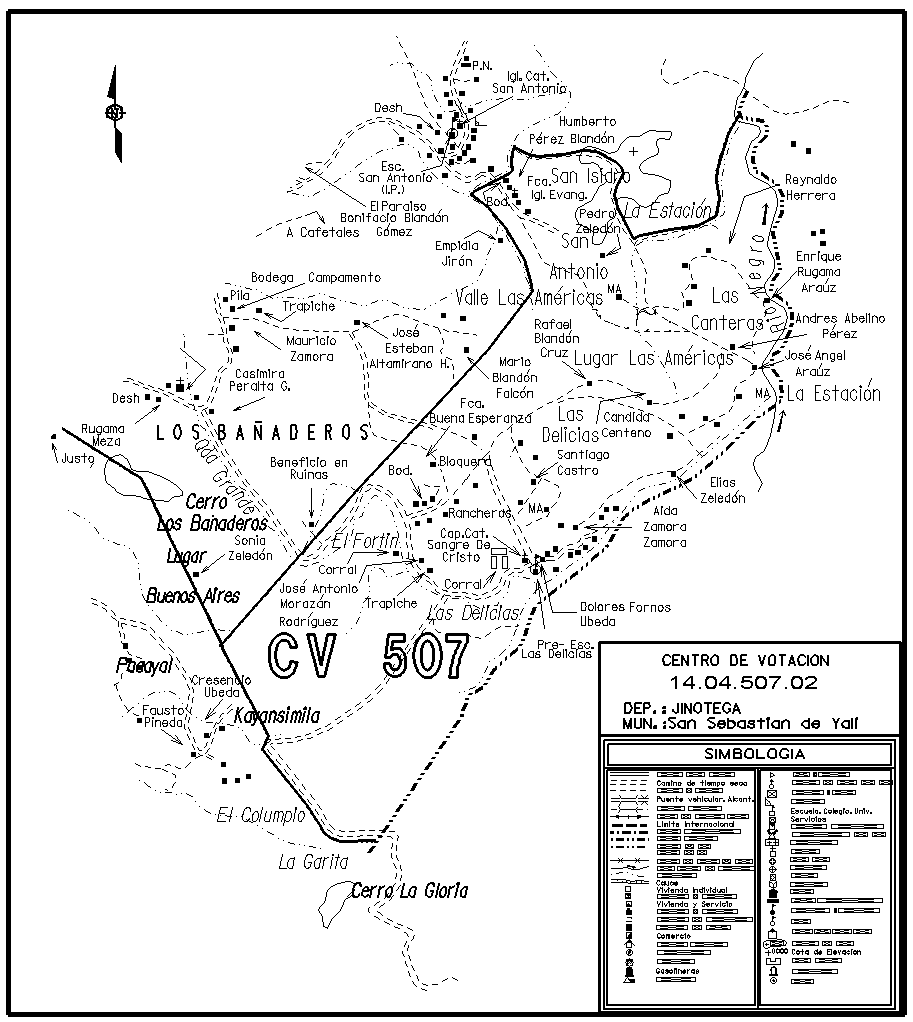 P.N.
Igl. Cat.
San Antonio
Desh
Humberto
Pérez Blandón
Esc.
San Antonio
(I.P.)
Fca.
Igl. Evang.
San Isidro
Bod.
El Paraiso
Bonifacio Blandón
Gómez
A Cafetales
Pedro
Zeledón
La Estación
Reynaldo
Herrera
Empidia
Jirón
San
Antonio
Negro
Río
Enrique
Rugama
Araúz
Bodega
Campamento
Pila
Trapiche
Valle Las Américas
MA
Las
Canteras
Mauricio
Zamora
José
Esteban
Altamirano H.
Rafael
Blandón
Cruz
Andres Abelino
Pérez
Mario
Blandón
Falcón
Lugar Las Américas
José Angel
Araúz
Casimira
Peralta G.
Desh
MA
La Estación
Rugama
Meza
Justo
LOS BAÑADEROS
Fca.
Buena Esperanza
Las
Delicias
Candida
Centeno
Qda Grande
Beneficio en
Ruinas
Bod.
Bloquera
Santiago
Castro
Elias
Zeledón
Cerro
Los Bañaderos
Rancheros
MA
Aida
Zamora
Zamora
Lugar
Buenos Aires
Sonia
Zeledón
El Fortin
Cap.Cat.
Sangre De
Cristo
Corral
Corral
José Antonio
Morazán
Rodríguez
Trapiche
Las Delicias
Dolores Fornos
Ubeda
Pre- Esc.
Las Delicias
CV 507
Pacayal
Cresencio
Ubeda
Fausto
Pineda
Kayansimila
El Columpio
La Garita
Cerro La Gloria
CENTRO DE VOTACION
14.04.507.02
DEP.: JINOTEGA
MUN.:San Sebastian de Yalí
SIMBOLOGIA
Camino de tiempo seco
Puente vehicular. Alcant.
Limite Internacional
Cauce
Vivienda Individual
Vivienda y Servicio
Comercio
Gasolineras
Escuela. Colegio. Univ.
Servicios
Cota de Elevacion